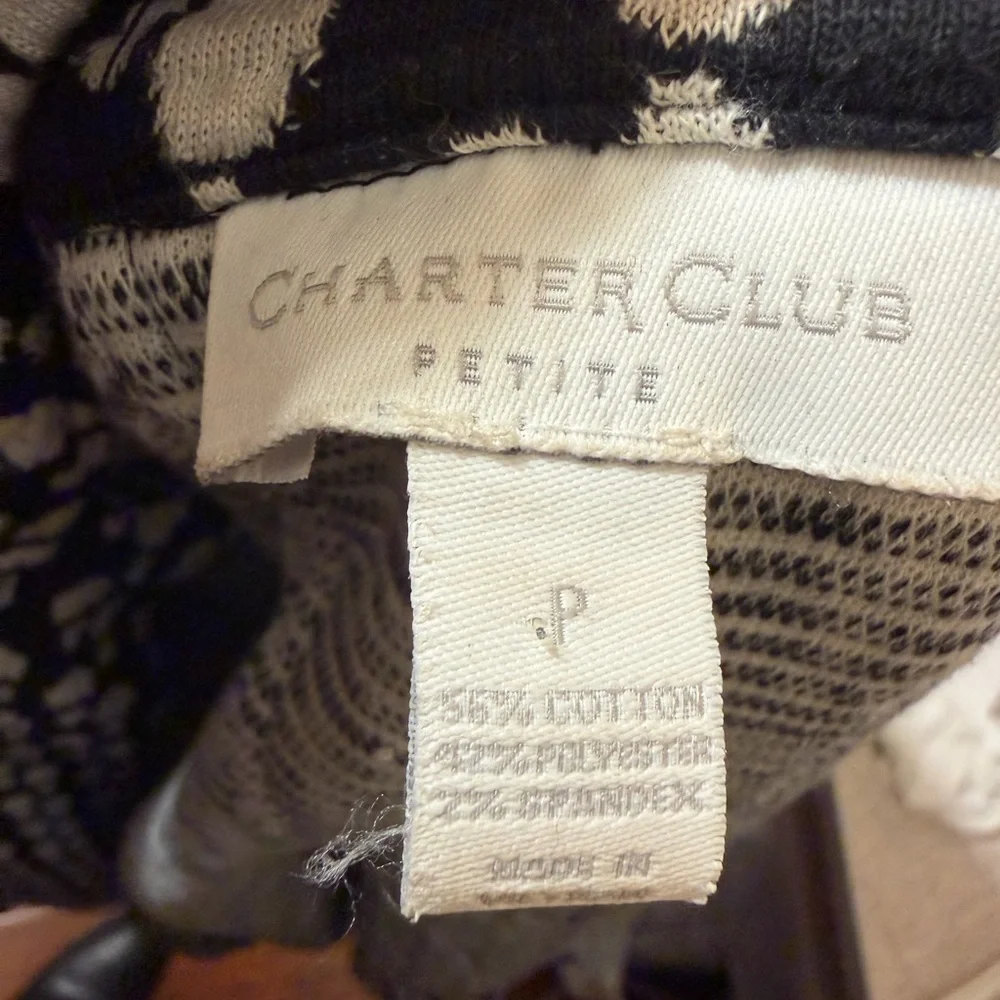 CHARTER CLUB
PETITE
P
56% COTTON
42% POLYESTER
2% SPANDEX
MADE IN